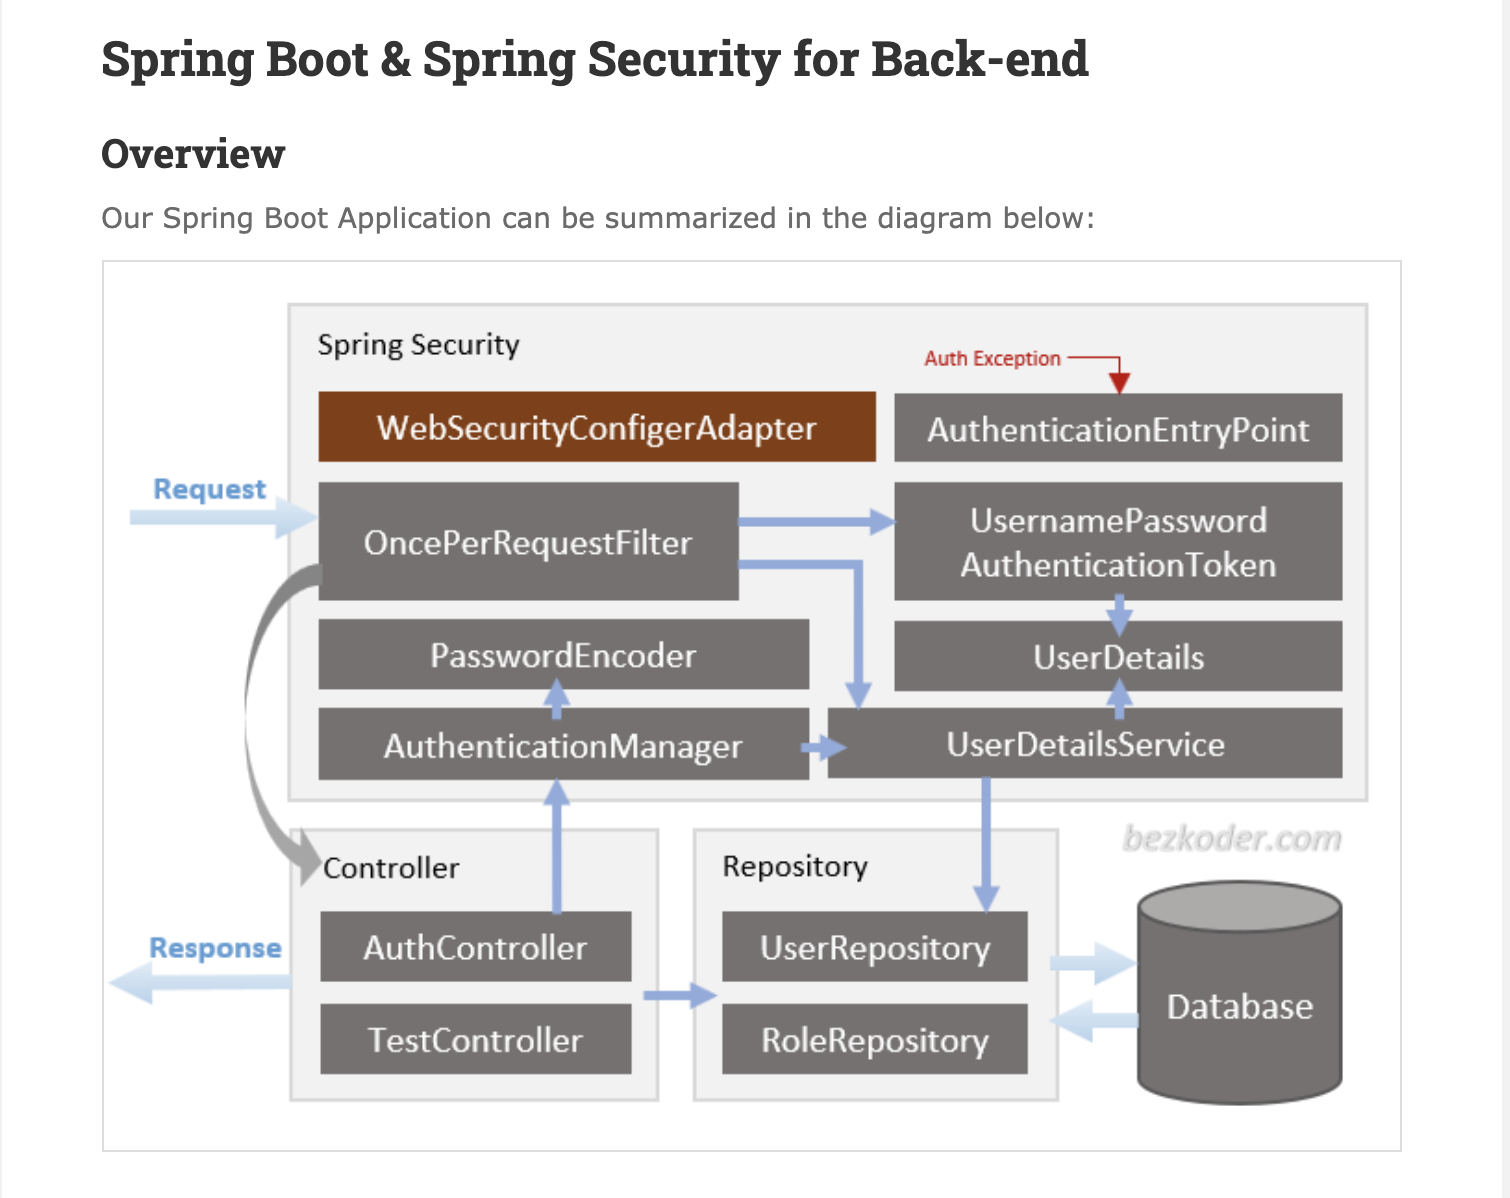 Spring Boot & Spring Security for Back-end
Overview
Our Spring Boot Application can be summarized in the diagram below:
Spring Security
Auth Exception
WebSecurityConfigerAdapter
AuthenticationEntryPoint
Request
OncePerRequestFilter
UsernamePassword
AuthenticationToken
PasswordEncoder
UserDetails
AuthenticationManager
UserDetailsService
bezkoder.com
Controller
Repository
Response
AuthController
UserRepository
Database
TestController
RoleRepository